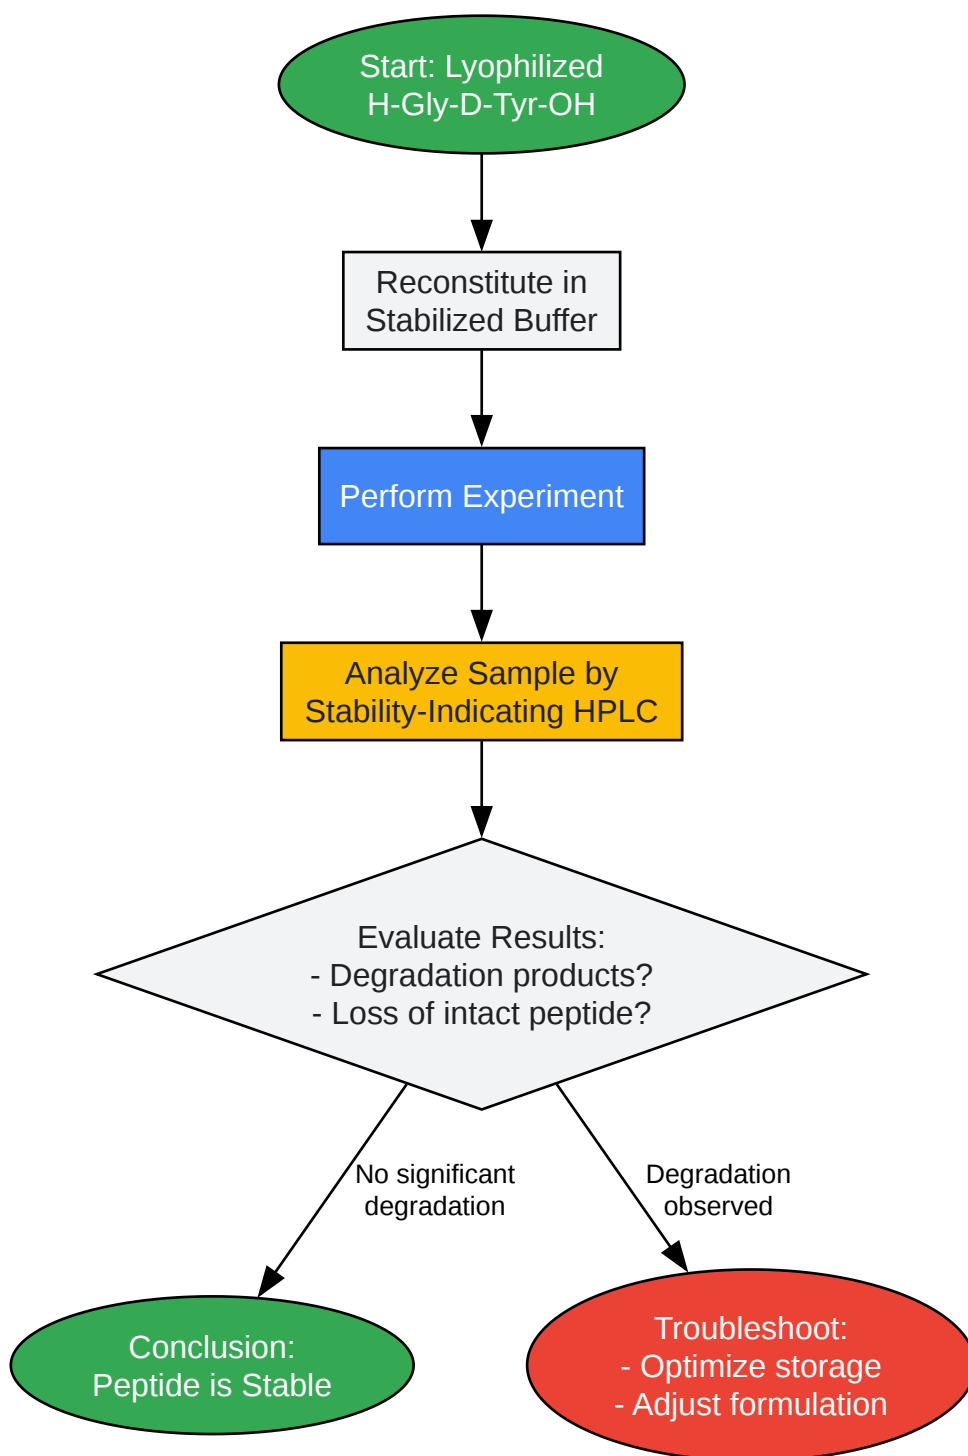 Start: Lyophilized
H-Gly-D-Tyr-OH
Reconstitute in
Stabilized Buffer
Perform Experiment
Analyze Sample by
Stability-Indicating HPLC
Evaluate Results:
- Degradation products?
- Loss of intact peptide?
No significant
degradation
Degradation
observed
Conclusion:
Peptide is Stable
Troubleshoot:
- Optimize storage
- Adjust formulation